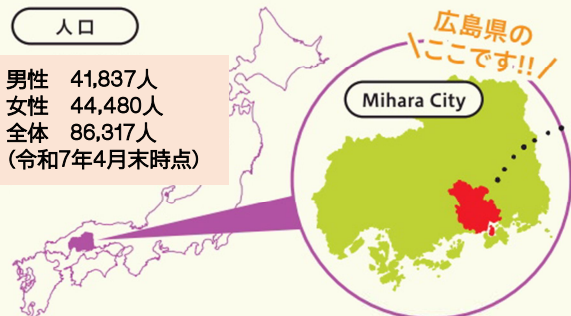 人口
男性　41,837人
女性　44,480人
全体　86,317人
(令和7年4月末時点)
広島県の
\ここです!!/
Mihara City